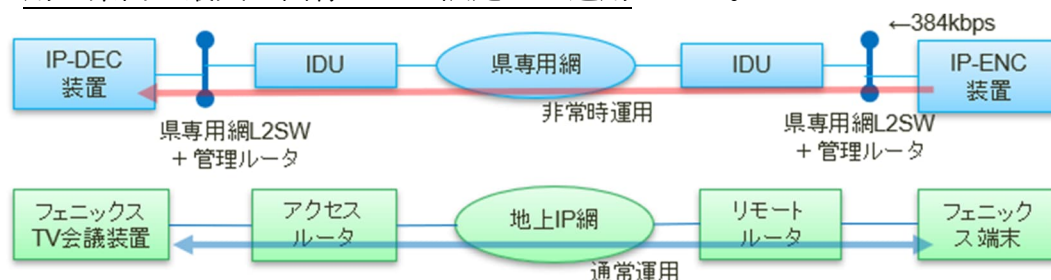 ←384kbps
IP-DEC
装置
IDU
県専用網
IDU
IP-ENC
装置
非常時運用
県専用網L2SW
+管理ルータ
県専用網L2SW
+管理ルータ
フェニックス
TV会議装置
アクセス
ルータ
地上IP網
リモート
ルータ
フェニック
ス端末
通常運用